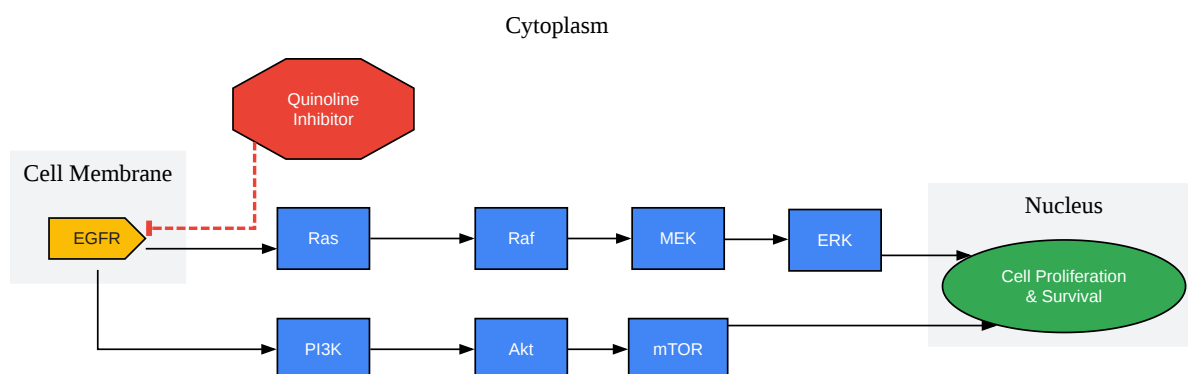 Cytoplasm
Quinoline
Inhibitor
Cell Membrane
EGFR
Ras
Raf
MEK
ERK
Nucleus
Cell Proliferation
& Survival
PI3K
Akt
mTOR